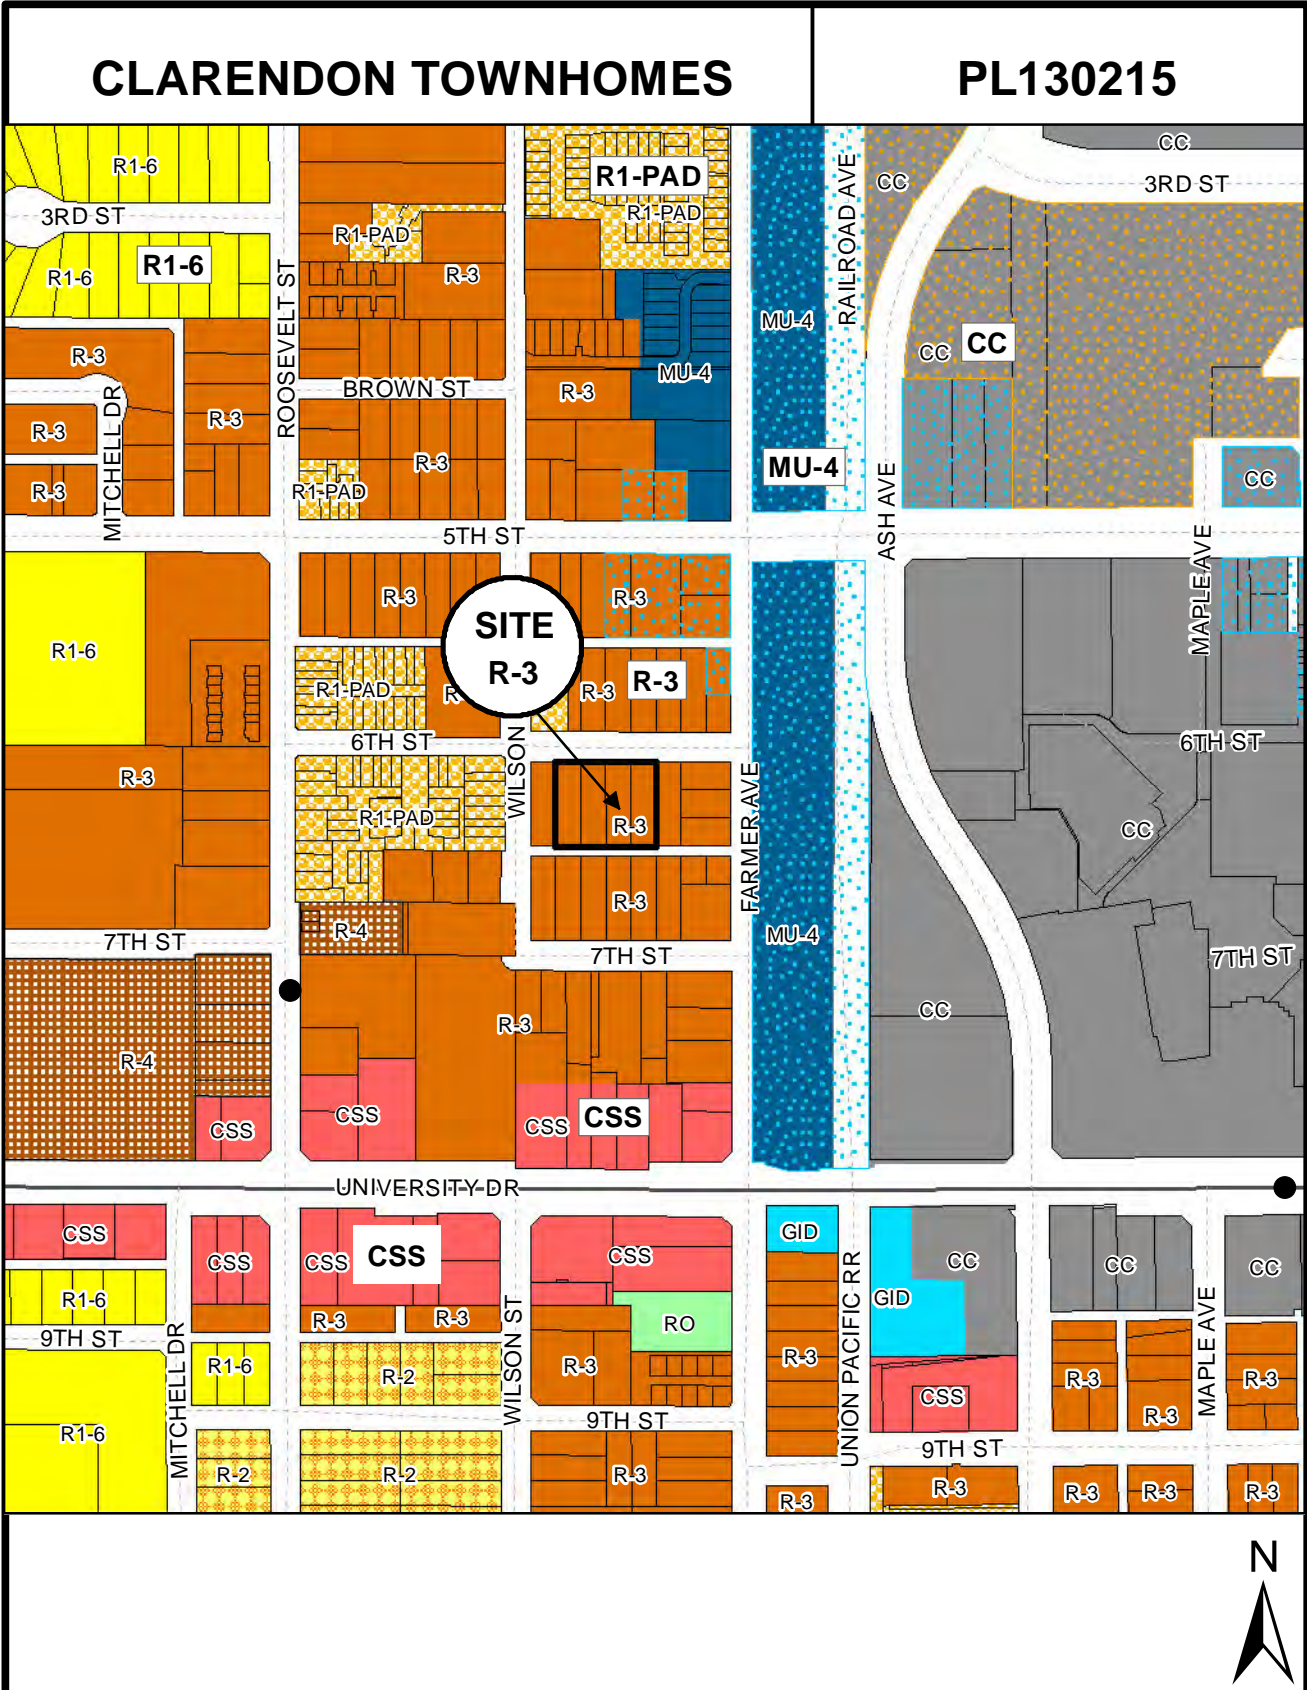 CLARENDON TOWNHOMES
PL130215
R1-6
3RD ST
R1-6
R1-6
R-3
MITCHELL DR
R-3
R-3
R-3
ROOSEVELT ST
R1-PAD
R-3
BROWN ST
R-3
R1-PAD
R1-PAD
R1-PAD
MU-4
R-3
MU-4
RAILROAD AVE
MU-4
CC
CC
3RD ST
CC
CC
CC
ASH AVE
MAPLE AVE
5TH ST
R1-6
R-3
R-3
R-3
SITE
R-3
R1-PAD
R-3
R-3
6TH ST
WILSON
R1-PAD
R-3
FARMER AVE
6TH ST
CC
R-3
R-4
7TH ST
7TH ST
MU-4
7TH ST
CC
R-3
R-4
CSS
CSS
CSS
CSS
UNIVERSITY DR
CSS
CSS
CSS
CSS
CSS
GID
CC
CC
CC
GID
R1-6
R-3
R-3
RO
9TH ST
MITCHELL DR
R1-6
R-2
WILSON ST
R-3
R-3
UNION PACIFIC RR
CSS
R-3
R-3
MAPLE AVE
R-3
R1-6
9TH ST
9TH ST
R-2
R-2
R-3
R-3
R-3
R-3
R-3
R-3
N